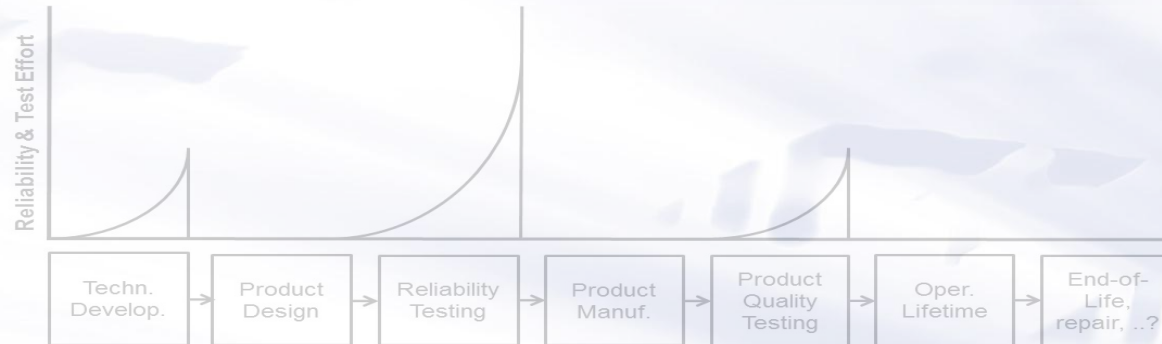 Reliability & Test Effort
Techn.
Develop.
Product
Design
Reliability
Testing
Product
Manuf.
Product
Quality
Testing
Oper.
Lifetime
End-of-
Life,
repair, ..?